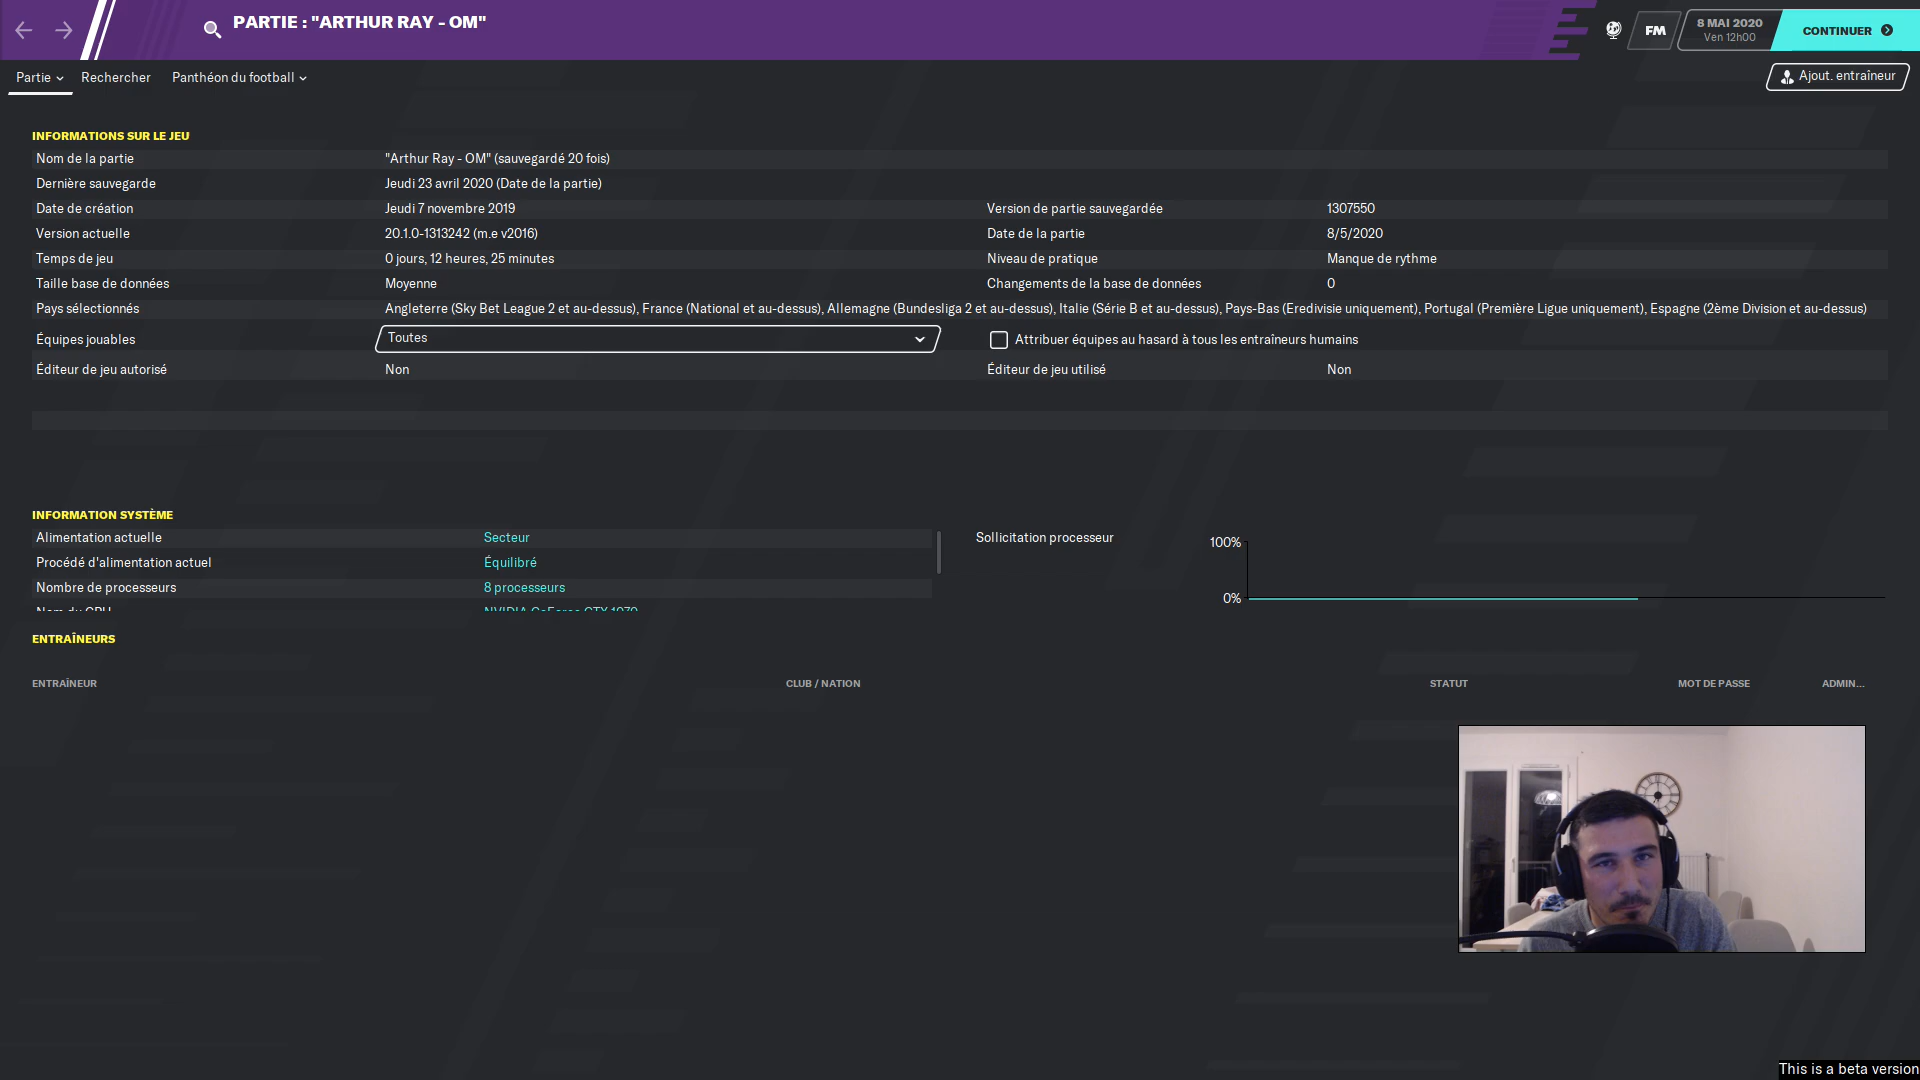 PARTIE : "ARTHUR RAY - OM"
FM
8 MAI 2020
Ven 12h00
CONTINUER
Partie
Rechercher
Panthéon du football
Ajout. entraîneur
INFORMATIONS SUR LE JEU
Nom de la partie "Arthur Ray - OM" (sauvegardé 20 fois)
Dernière sauvegarde Jeudi 23 avril 2020 (Date de la partie)
Date de création Jeudi 7 novembre 2019 Version de partie sauvegardée 1307550
Version actuelle 20.1.0-1313242 (m.e v2016) Date de la partie 8/5/2020
Temps de jeu 0 jours, 12 heures, 25 minutes Niveau de pratique Manque de rythme
Taille base de données Moyenne Changements de la base de données 0
Pays sélectionnés Angleterre (Sky Bet League 2 et au-dessus), France (National et au-dessus), Allemagne (Bundesliga 2 et au-dessus), Italie (Série B et au-dessus), Pays-Bas (Eredivisie uniquement), Portugal (Première Ligue uniquement), Espagne (2ème Division et au-dessus)
Équipes jouables Toutes Attribuer équipes au hasard à tous les entraîneurs humains
Éditeur de jeu autorisé Non Éditeur de jeu utilisé Non
INFORMATION SYSTÈME
Alimentation actuelle Secteur Sollicitation processeur 100%
Procédé d'alimentation actuel Équilibré
Nombre de processeurs 8 processeurs 0%
Nom du GPU NVIDIA GeForce GTX 1070
ENTRAÎNEURS
ENTRAÎNEUR CLUB / NATION STATUT MOT DE PASSE ADMIN...
This is a beta version